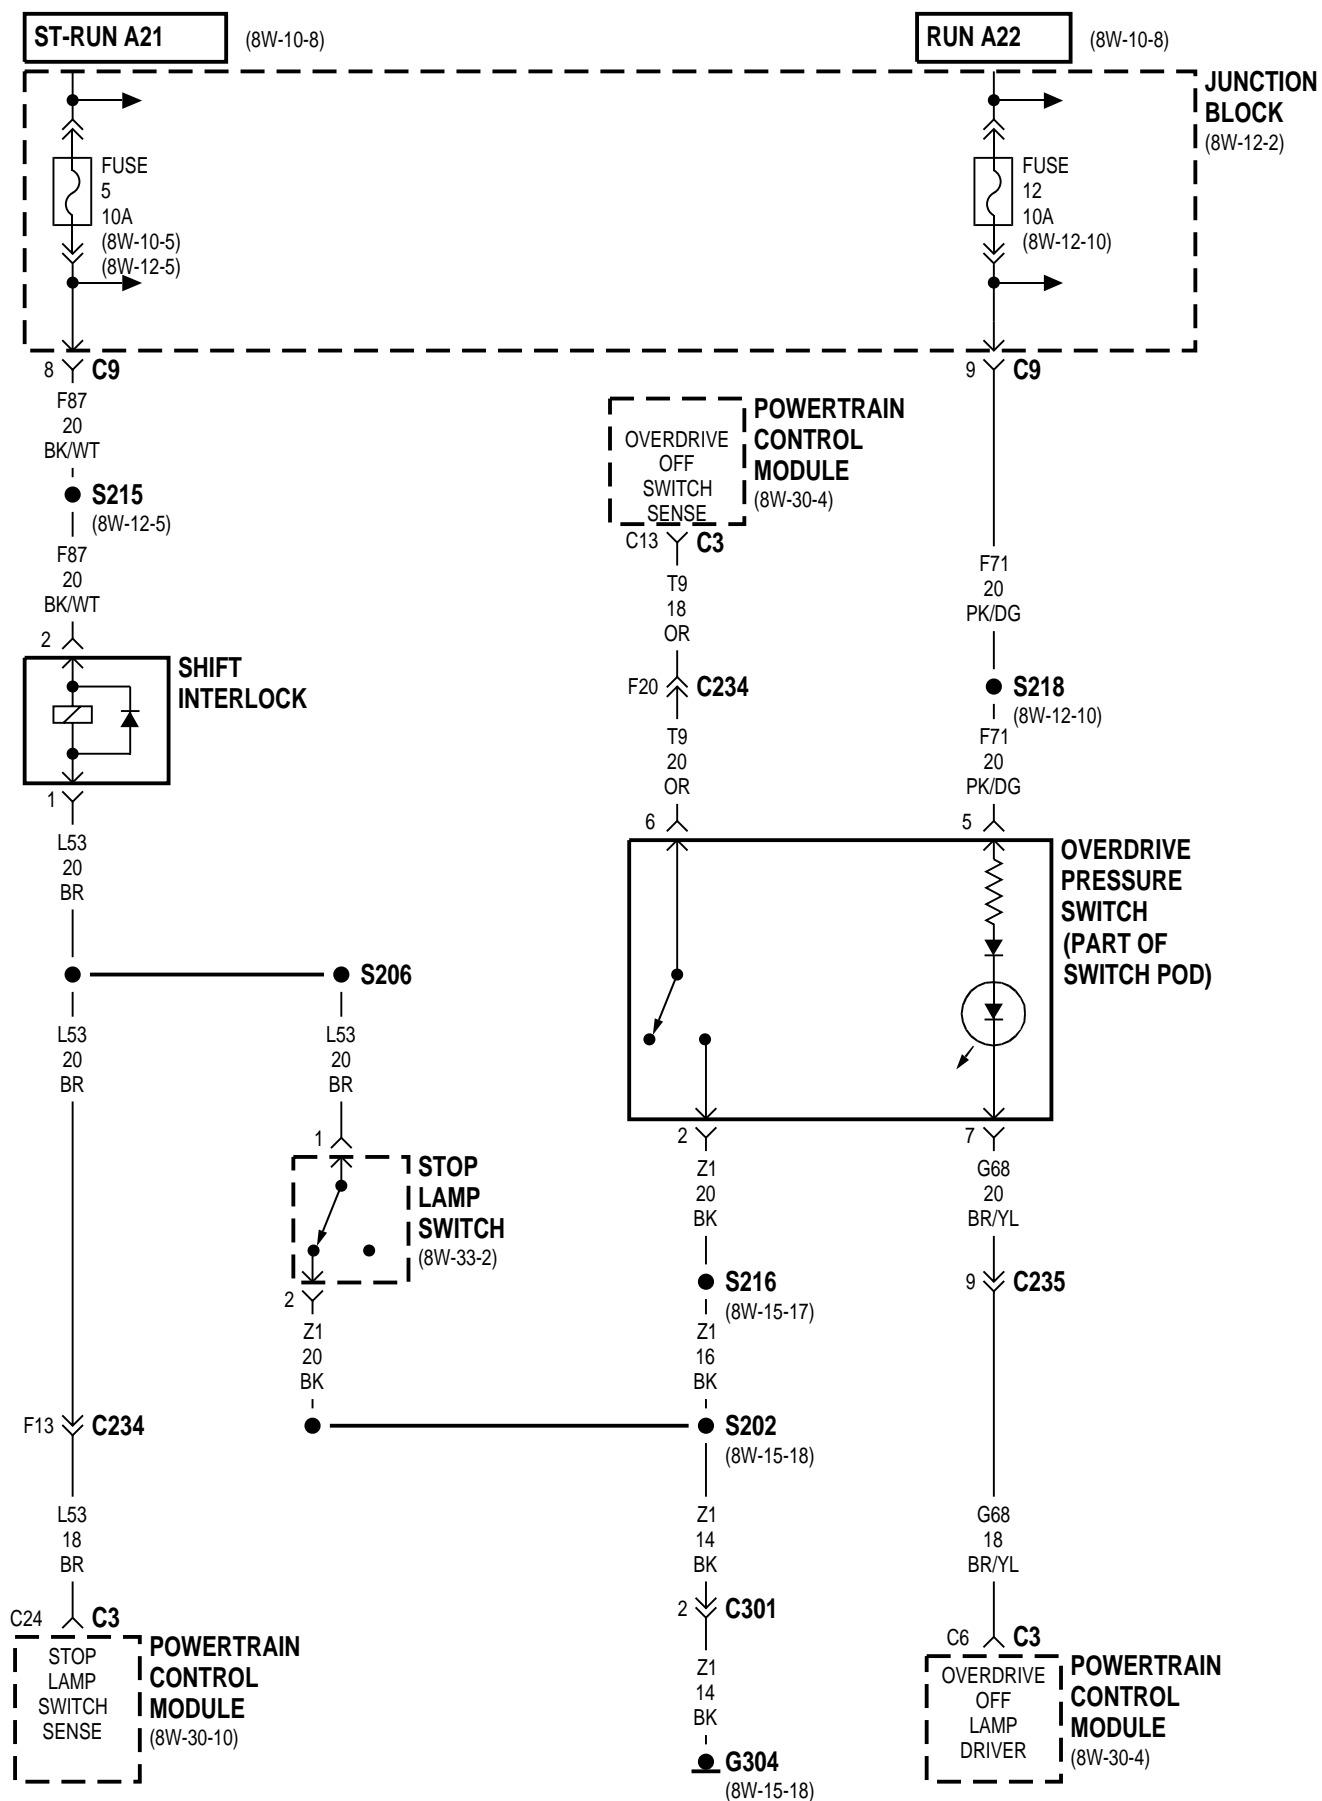 ST-RUN A21
(8W-10-8)
RUN A22
(8W-10-8)
JUNCTION
BLOCK
(8W-12-2)
FUSE
5
10A
(8W-10-5)
(8W-12-5)
FUSE
12
10A
(8W-12-10)
8
C9
F87
20
BK/WT
S215
(8W-12-5)
F87
20
BK/WT
2
SHIFT
INTERLOCK
1
L53
20
BR
S206
L53
20
BR
L53
20
BR
1
STOP
LAMP
SWITCH
(8W-33-2)
2
Z1
20
BK
F13
C234
L53
18
BR
C24
C3
STOP
LAMP
SWITCH
SENSE
POWERTRAIN
CONTROL
MODULE
(8W-30-10)
OVERDRIVE
OFF
SWITCH
SENSE
POWERTRAIN
CONTROL
MODULE
(8W-30-4)
C13
C3
T9
18
OR
F20
C234
T9
20
OR
6
9
C9
F71
20
PK/DG
S218
(8W-12-10)
F71
20
PK/DG
5
OVERDRIVE
PRESSURE
SWITCH
(PART OF
SWITCH POD)
2
Z1
20
BK
S216
(8W-15-17)
Z1
16
BK
S202
(8W-15-18)
Z1
14
BK
2
C301
Z1
14
BK
G304
(8W-15-18)
7
G68
20
BR/YL
9
C235
G68
18
BR/YL
C6
C3
OVERDRIVE
OFF
LAMP
DRIVER
POWERTRAIN
CONTROL
MODULE
(8W-30-4)